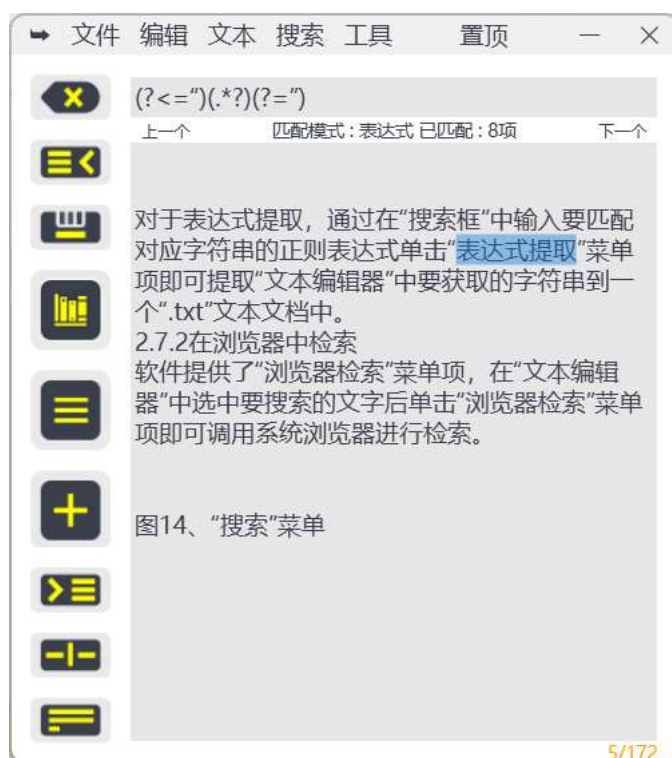 文件 编辑 文本 搜索 工具 置顶
(?<=“)(.*?)(?=”)
上一个 匹配模式：表达式 已匹配：8项 下一个
对于表达式提取，通过在“搜索框”中输入要匹配
对应字符串的正则表达式单击“表达式提取”菜单
项即可提取“文本编辑器”中要获取的字符串到一
个“.txt”文本文档中。
2.7.2在浏览器中检索
软件提供了“浏览器检索”菜单项，在“文本编辑
器”中选中要搜索的文字后单击“浏览器检索”菜单
项即可调用系统浏览器进行检索。
图14、“搜索”菜单
5/172